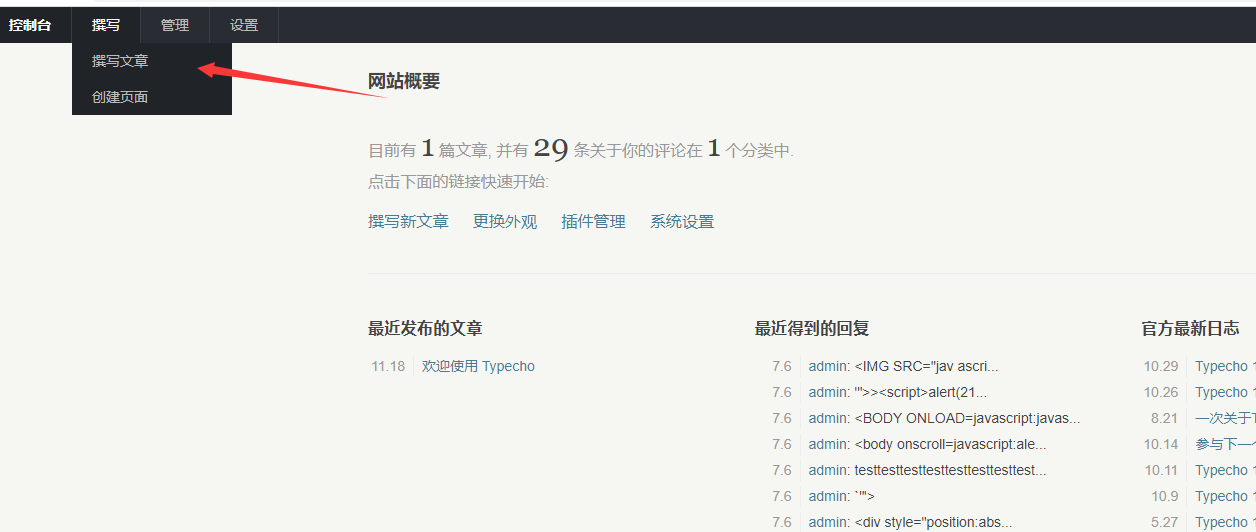 控制台 撰写 管理 设置
撰写文章
创建页面
网站概要
目前有 1 篇文章, 并有 29 条关于你的评论在 1 个分类中.
点击下面的链接快速开始:
撰写新文章 更换外观 插件管理 系统设置
最近发布的文章
11.18 欢迎使用 Typecho
最近得到的回复
7.6 admin: <IMG SRC="jav ascri...
7.6 admin: '">><script>alert(21...
7.6 admin: <BODY ONLOAD=javascript:javas...
7.6 admin: <body onscroll=javascript:ale...
7.6 admin: testtesttesttesttesttesttesttest...
7.6 admin: `'">
7.6 admin: <div style="position:abs...
官方最新日志
10.29 Typecho
10.26 Typecho
8.21 一次关于
10.14 参与下一
10.11 Typecho
10.9 Typecho
5.27 Typecho